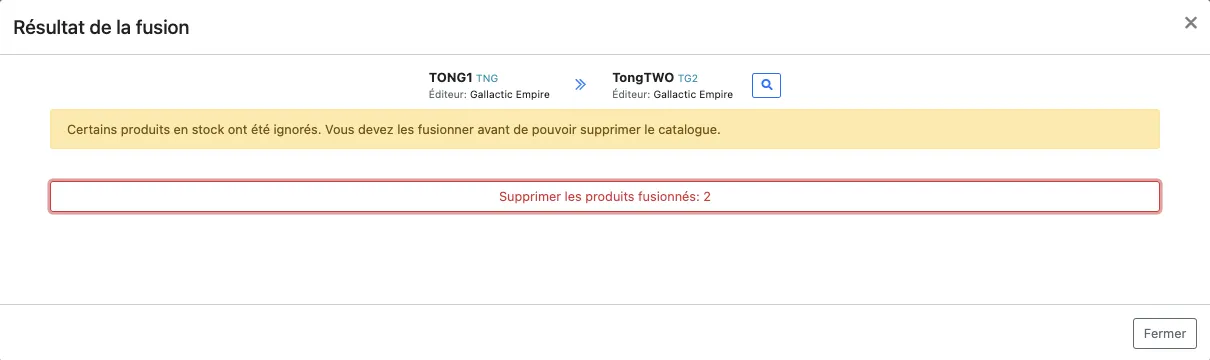 Résultat de la fusion
×
TONG1 TNG
Éditeur: Gallactic Empire
TongTWO TG2
Éditeur: Gallactic Empire
Certains produits en stock ont été ignorés. Vous devez les fusionner avant de pouvoir supprimer le catalogue.
Supprimer les produits fusionnés: 2
Fermer